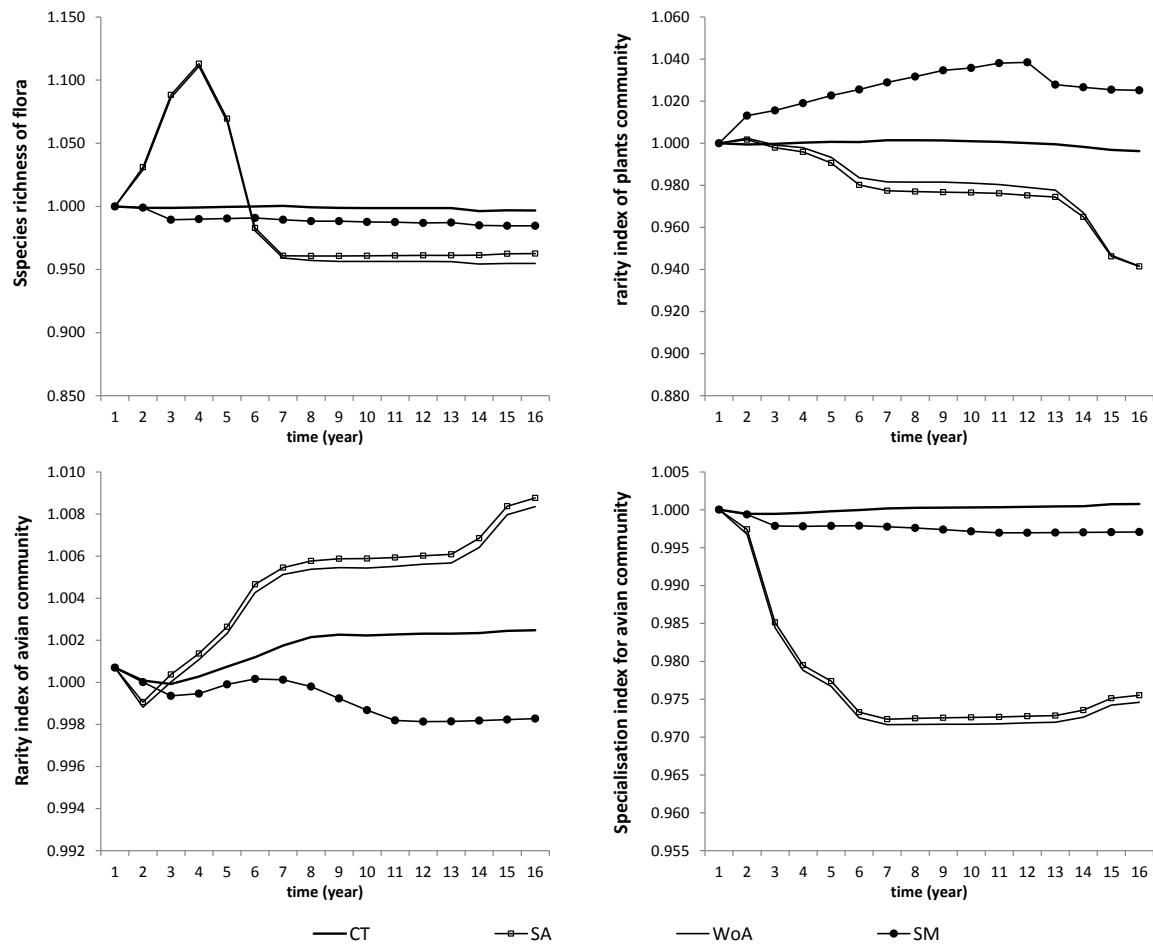 Sspecies richness of flora
1.150
1.100
1.050
1.000
0.950
0.900
0.850
1 2 3 4 5 6 7 8 9 10 11 12 13 14 15 16
time (year)
rarity index of plants community
1.060
1.040
1.020
1.000
0.980
0.960
0.940
0.920
0.900
0.880
1 2 3 4 5 6 7 8 9 10 11 12 13 14 15 16
time (year)
Rarity index of avian community
1.010
1.008
1.006
1.004
1.002
1.000
0.998
0.996
0.994
0.992
1 2 3 4 5 6 7 8 9 10 11 12 13 14 15 16
time (year)
Specialisation index for avian community
1.005
1.000
0.995
0.990
0.985
0.980
0.975
0.970
0.965
0.960
0.955
1 2 3 4 5 6 7 8 9 10 11 12 13 14 15 16
time (year)
CT SA WoA SM